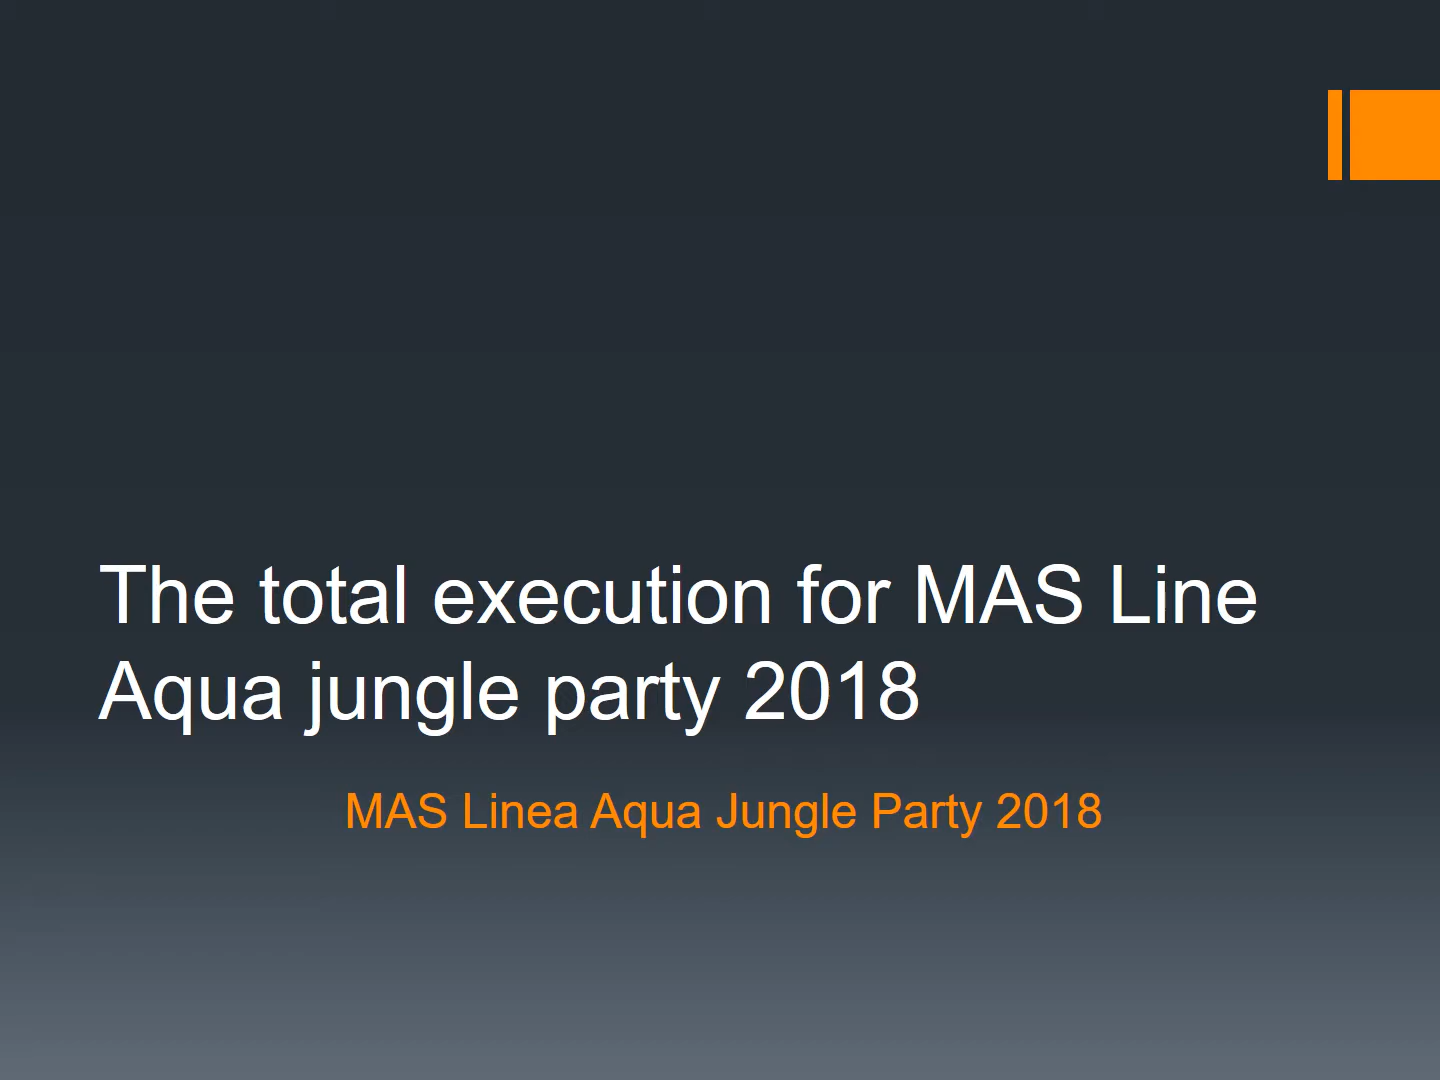 The total execution for MAS Line
Aqua jungle party 2018
MAS Linea Aqua Jungle Party 2018